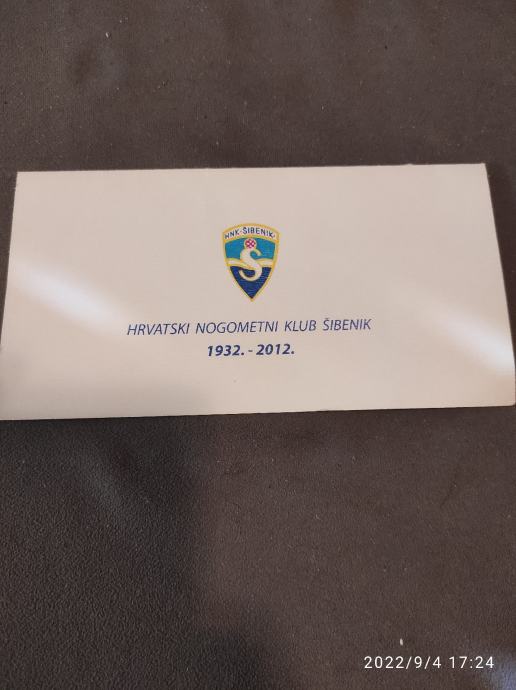 HNK-ŠIBENIK-
Š
HRVATSKI NOGOMETNI KLUB ŠIBENIK
1932. - 2012.
2022/9/4 17:24